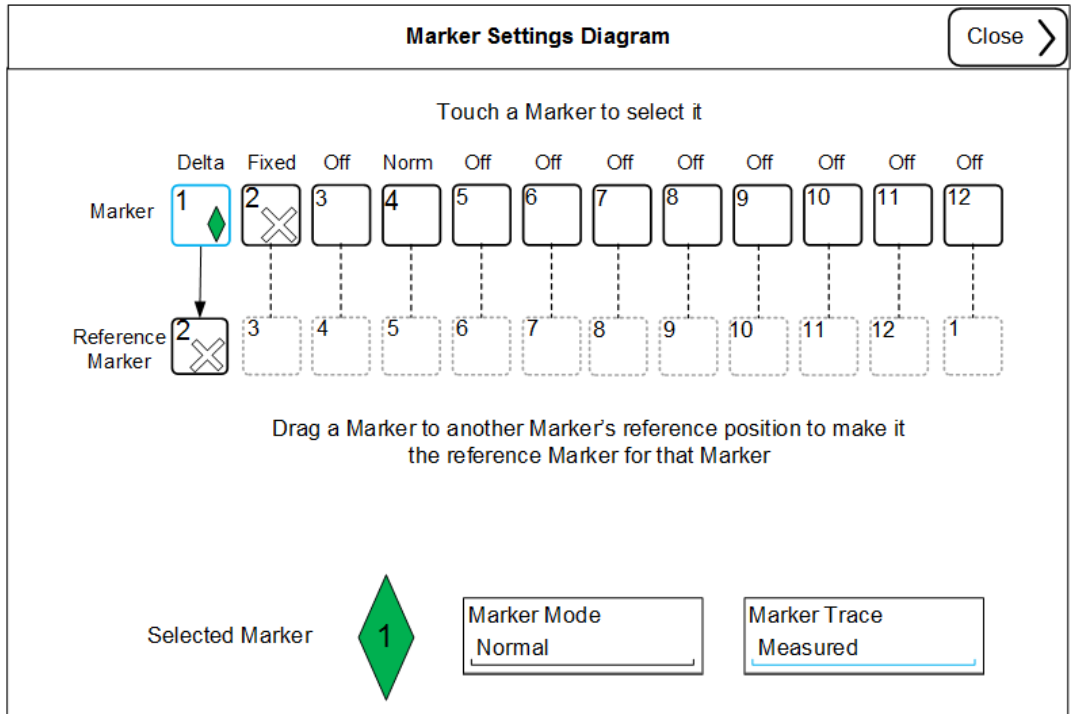 Marker Settings Diagram
Close
Touch a Marker to select it
Delta Fixed Off Norm Off Off Off Off Off Off Off Off
Marker 1 2 3 4 5 6 7 8 9 10 11 12
Reference
Marker
2 3 4 5 6 7 8 9 10 11 12 1
Drag a Marker to another Marker's reference position to make it
the reference Marker for that Marker
Selected Marker
1
Marker Mode
Normal
Marker Trace
Measured